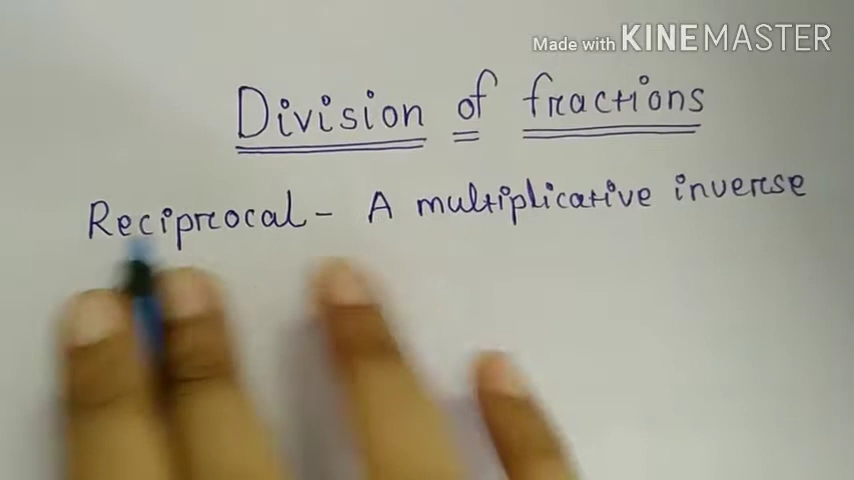 Made with KINEMASTER
Division of fractions
Reciprocal - A multiplicative inverse